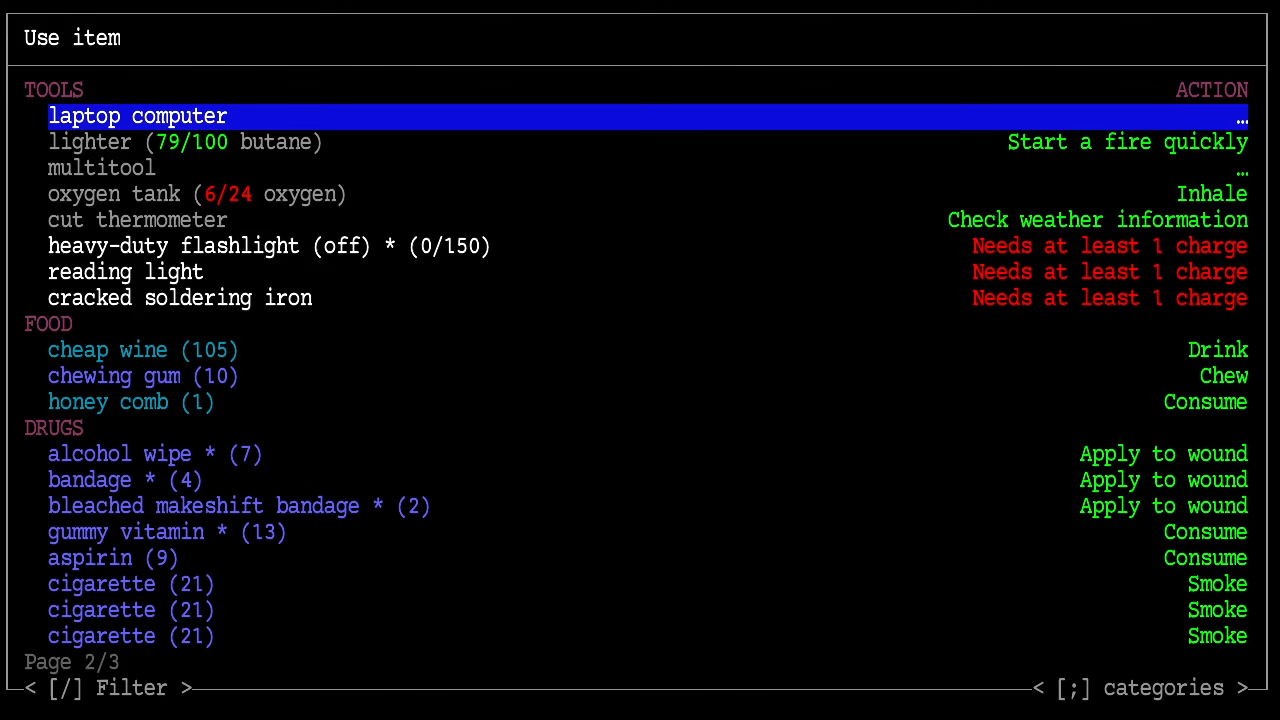 Use item
TOOLS ACTION
laptop computer …
lighter (79/100 butane) Start a fire quickly
multitool …
oxygen tank (6/24 oxygen) Inhale
cut thermometer Check weather information
heavy-duty flashlight (off) * (0/150) Needs at least 1 charge
reading light Needs at least 1 charge
cracked soldering iron Needs at least 1 charge
FOOD
cheap wine (105) Drink
chewing gum (10) Chew
honey comb (1) Consume
DRUGS
alcohol wipe * (7) Apply to wound
bandage * (4) Apply to wound
bleached makeshift bandage * (2) Apply to wound
gummy vitamin * (13) Consume
aspirin (9) Consume
cigarette (21) Smoke
cigarette (21) Smoke
cigarette (21) Smoke
Page 2/3
< [/] Filter > < [;] categories >